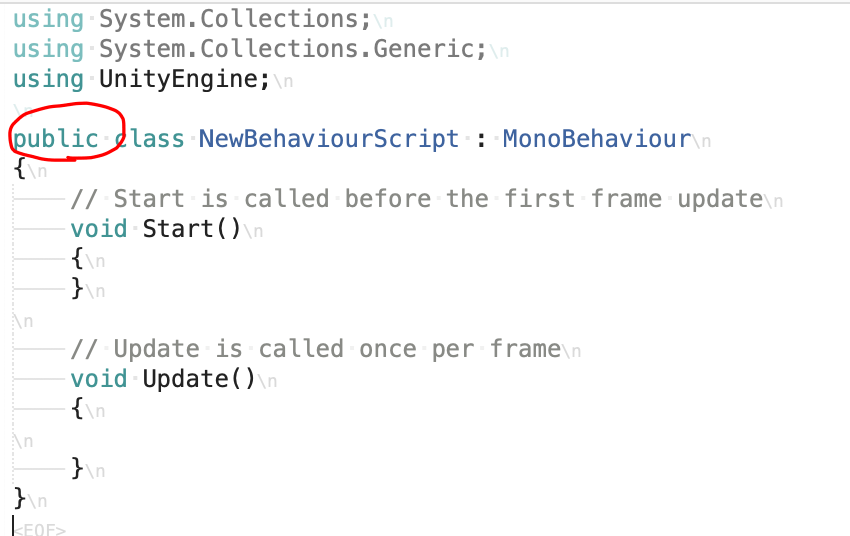 using System.Collections;\n
using System.Collections.Generic;\n
using UnityEngine;\n
\n
public class NewBehaviourScript : MonoBehaviour\n
{\n
// Start is called before the first frame update\n
void Start()\n
{\n
}\n
\n
// Update is called once per frame\n
void Update()\n
{\n
\n
}\n
}\n
<EOF>